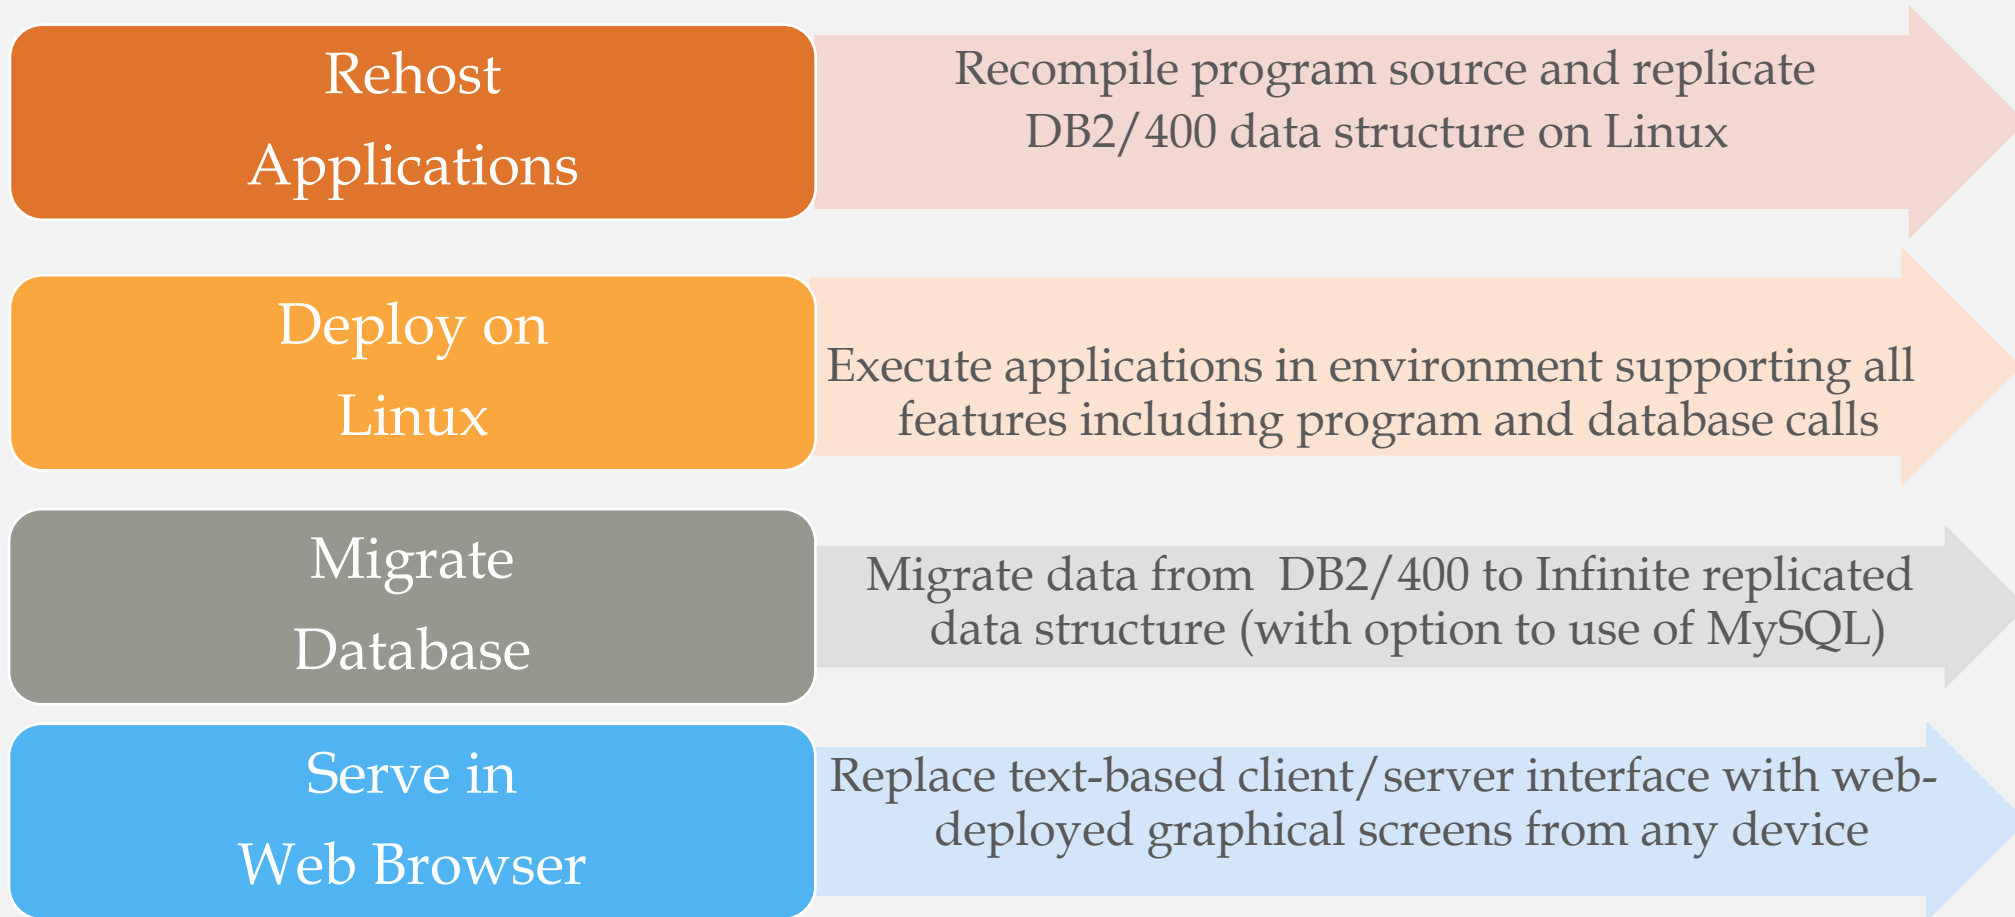 Rehost
Applications
Recompile program source and replicate
DB2/400 data structure on Linux
Deploy on
Linux
Execute applications in environment supporting all
features including program and database calls
Migrate
Database
Migrate data from  DB2/400 to Infinite replicated
data structure (with option to use of MySQL)
Serve in
Web Browser
Replace text-based client/server interface with web-
deployed graphical screens from any device